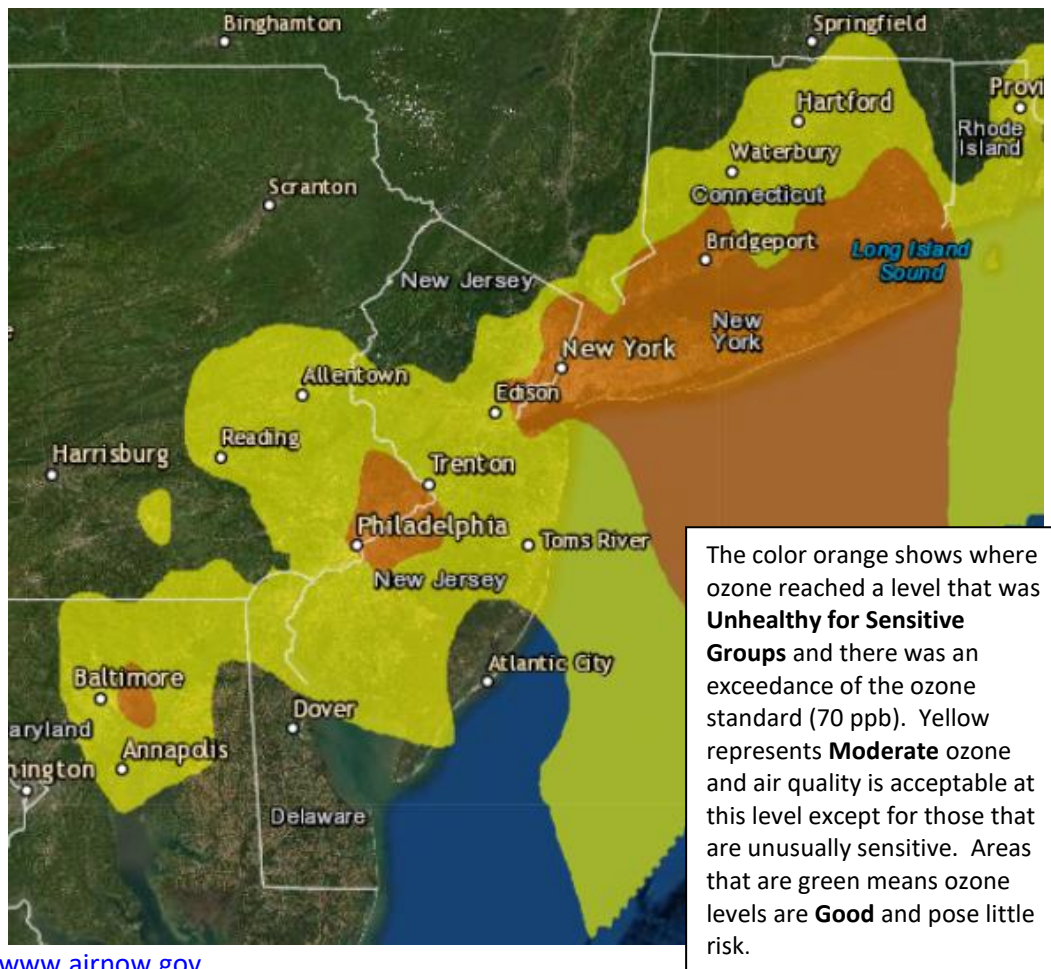 Binghamton
Springfield
Hartford
Provi
Rhode
Island
Waterbury
Connecticut
Scranton
Bridgeport
Long Island
Sound
New Jersey
New
York
New York
Allentown
Edison
Reading
Harrisburg
Trenton
Philadelphia
Toms River
New Jersey
Baltimore
Atlantic City
aryland
Dover
Annapolis
nington
Delaware
The color orange shows where
ozone reached a level that was
Unhealthy for Sensitive
Groups and there was an
exceedance of the ozone
standard (70 ppb). Yellow
represents Moderate ozone
and air quality is acceptable at
this level except for those that
are unusually sensitive. Areas
that are green means ozone
levels are Good and pose little
risk.
www.airnow.gov